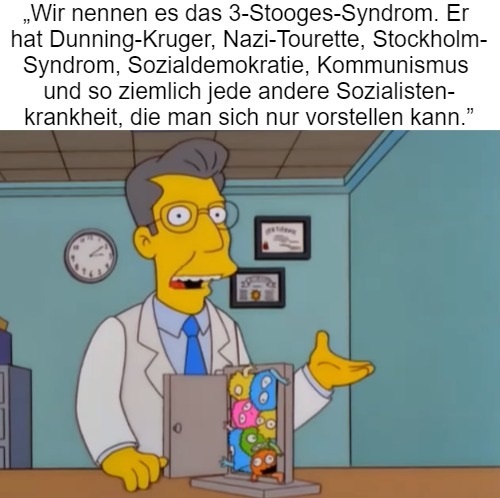 „Wir nennen es das 3-Stooges-Syndrom. Er
hat Dunning-Kruger, Nazi-Tourette, Stockholm-
Syndrom, Sozialdemokratie, Kommunismus
und so ziemlich jede andere Sozialisten-
krankheit, die man sich nur vorstellen kann.”